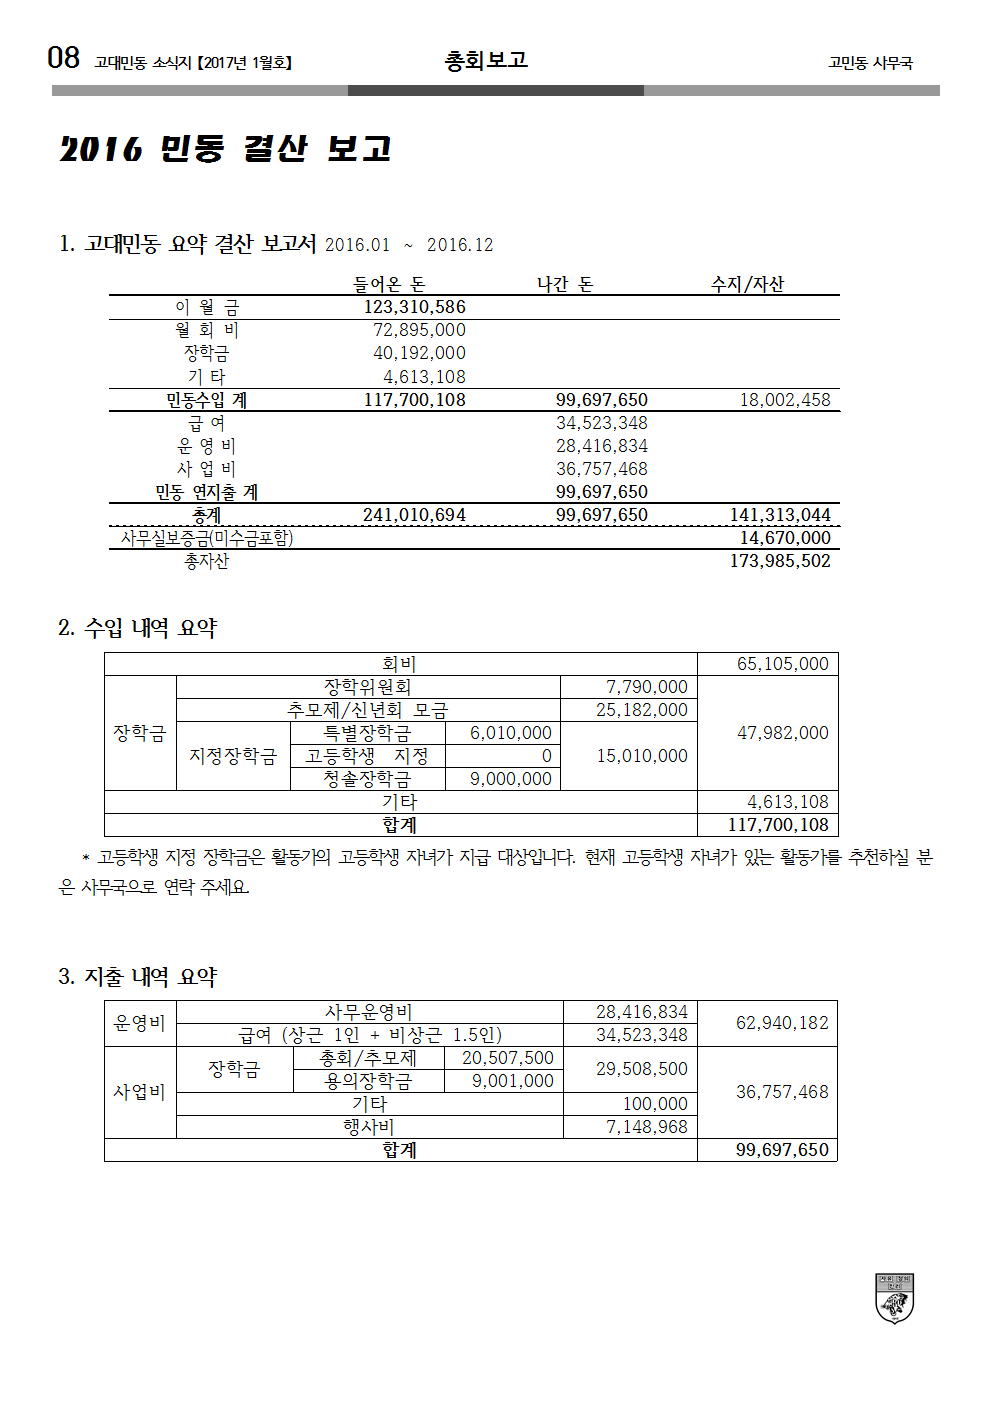 08 고대민동 소식지 【2017년 1월호】 총회보고 고민동 사무국
2016 민동 결산 보고
1. 고대민동 요약 결산 보고서 2016.01 ~ 2016.12
들어온 돈 나간 돈 수지/자산
이 월 금 123,310,586
월 회 비 72,895,000
장학금 40,192,000
기 타 4,613,108
민동수입 계 117,700,108 99,697,650 18,002,458
급 여 34,523,348
운 영 비 28,416,834
사 업 비 36,757,468
민동 연지출 계 99,697,650
총계 241,010,694 99,697,650 141,313,044
사무실보증금(미수금포함) 14,670,000
총자산 173,985,502
2. 수입 내역 요약
회비 65,105,000
장학위원회 7,790,000
추모제/신년회 모금 25,182,000
장학금 특별장학금 6,010,000 47,982,000
지정장학금 고등학생 지정 0 15,010,000
청솔장학금 9,000,000
기타 4,613,108
합계 117,700,108
* 고등학생 지정 장학금은 활동가의 고등학생 자녀가 지급 대상입니다. 현재 고등학생 자녀가 있는 활동가를 추천하실 분
은 사무국으로 연락 주세요.
3. 지출 내역 요약
운영비 사무운영비 28,416,834 62,940,182
급여 (상근 1인 + 비상근 1.5인) 34,523,348
장학금 총회/추모제 20,507,500 29,508,500
용의장학금 9,001,000
사업비 기타 100,000 36,757,468
행사비 7,148,968
합계 99,697,650